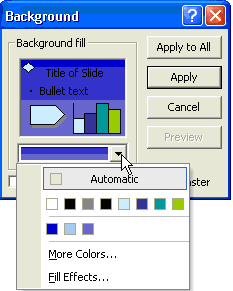 Background
Background fill
Title of Slide
• Bullet text
Apply to All
Apply
Cancel
Preview
Automatic
More Colors...
Fill Effects...